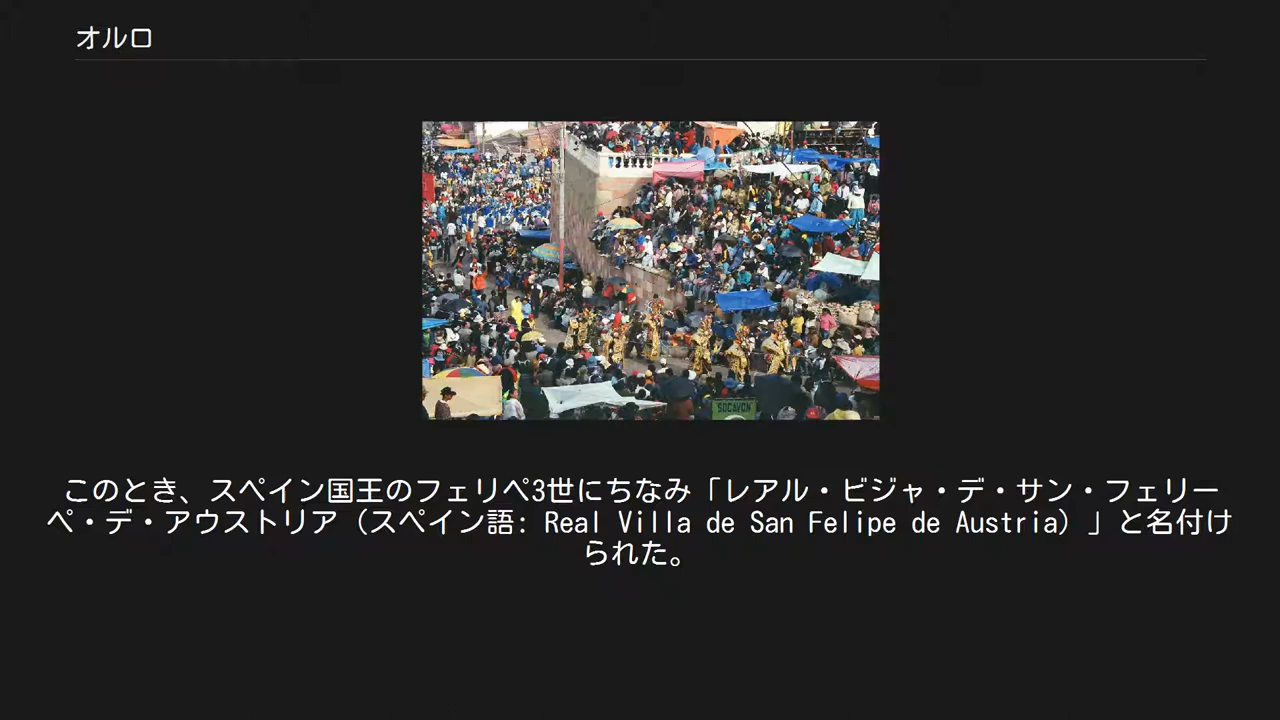 オルロ
SOCAVON
このとき、スペイン国王のフェリペ3世にちなみ「レアル・ビジャ・デ・サン・フェリー
ペ・デ・アウストリア（スペイン語: Real Villa de San Felipe de Austria）」と名付け
られた。